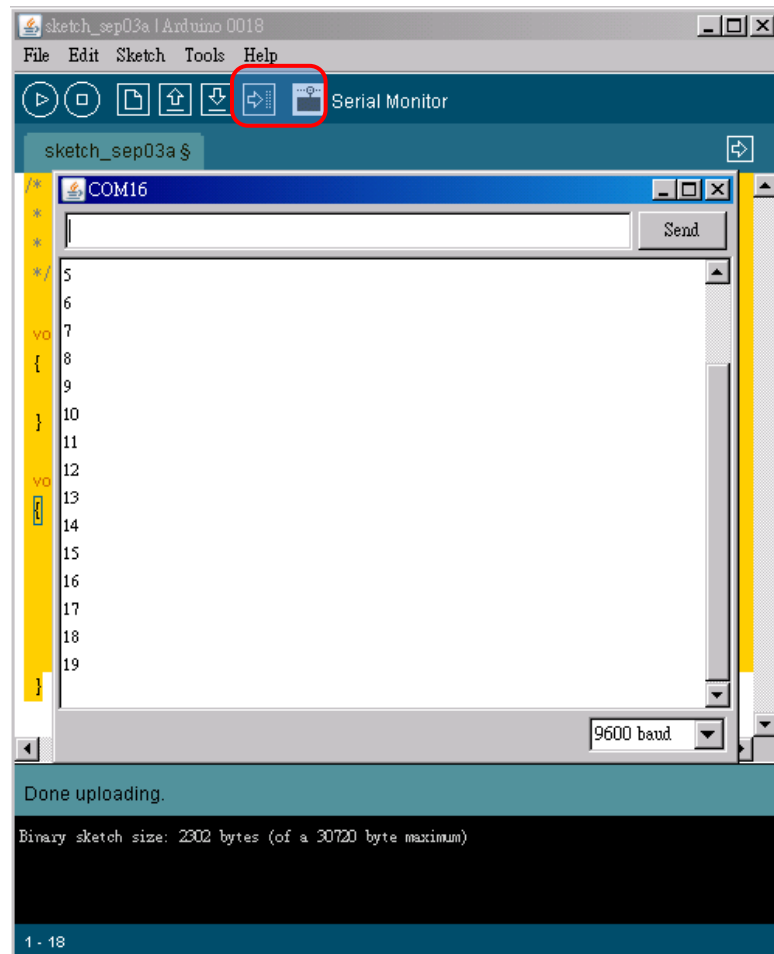 sketch_sep03a | Arduino 0018
File Edit Sketch Tools Help
Serial Monitor
sketch_sep03a §
/*
COM16
*
Send
*
*/
5
6
vo
7
{
8
9
}
10
11
vo
12
{
13
14
15
16
17
18
19
}
9600 baud
Done uploading.
Binary sketch size: 2302 bytes (of a 30720 byte maximum)
1 - 18